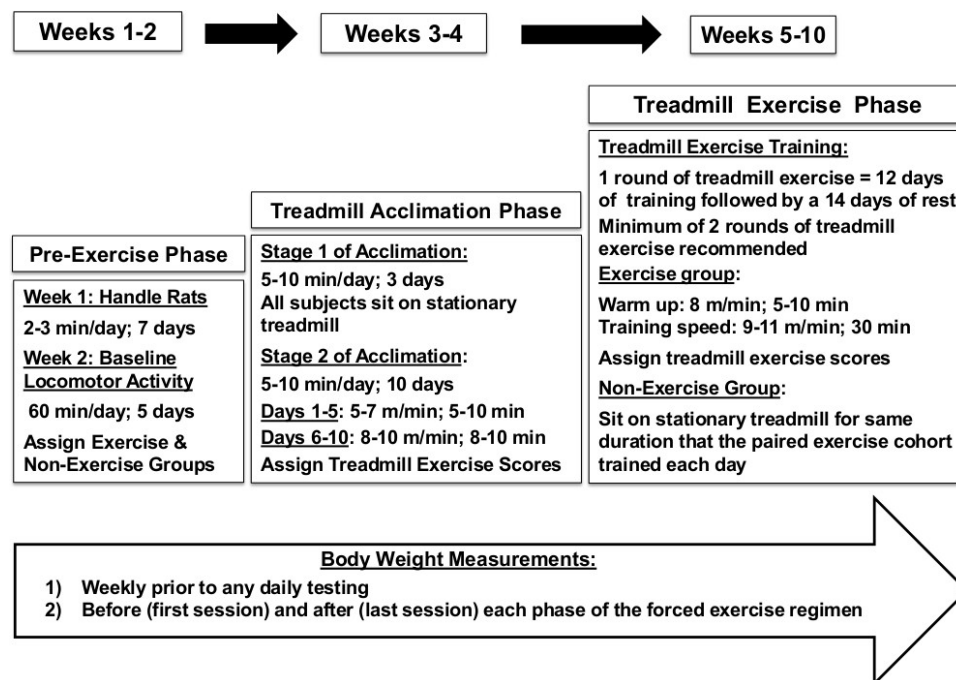 Weeks 1-2
Weeks 3-4
Weeks 5-10
Pre-Exercise Phase
Week 1: Handle Rats
2-3 min/day; 7 days
Week 2: Baseline
Locomotor Activity
60 min/day; 5 days
Assign Exercise &
Non-Exercise Groups
Treadmill Acclimation Phase
Stage 1 of Acclimation:
5-10 min/day; 3 days
All subjects sit on stationary
treadmill
Stage 2 of Acclimation:
5-10 min/day; 10 days
Days 1-5: 5-7 m/min; 5-10 min
Days 6-10: 8-10 m/min; 8-10 min
Assign Treadmill Exercise Scores
Treadmill Exercise Phase
Treadmill Exercise Training:
1 round of treadmill exercise = 12 days
of training followed by a 14 days of rest
Minimum of 2 rounds of treadmill
exercise recommended
Exercise group:
Warm up: 8 m/min; 5-10 min
Training speed: 9-11 m/min; 30 min
Assign treadmill exercise scores
Non-Exercise Group:
Sit on stationary treadmill for same
duration that the paired exercise cohort
trained each day
Body Weight Measurements:
1) Weekly prior to any daily testing
2) Before (first session) and after (last session) each phase of the forced exercise regimen